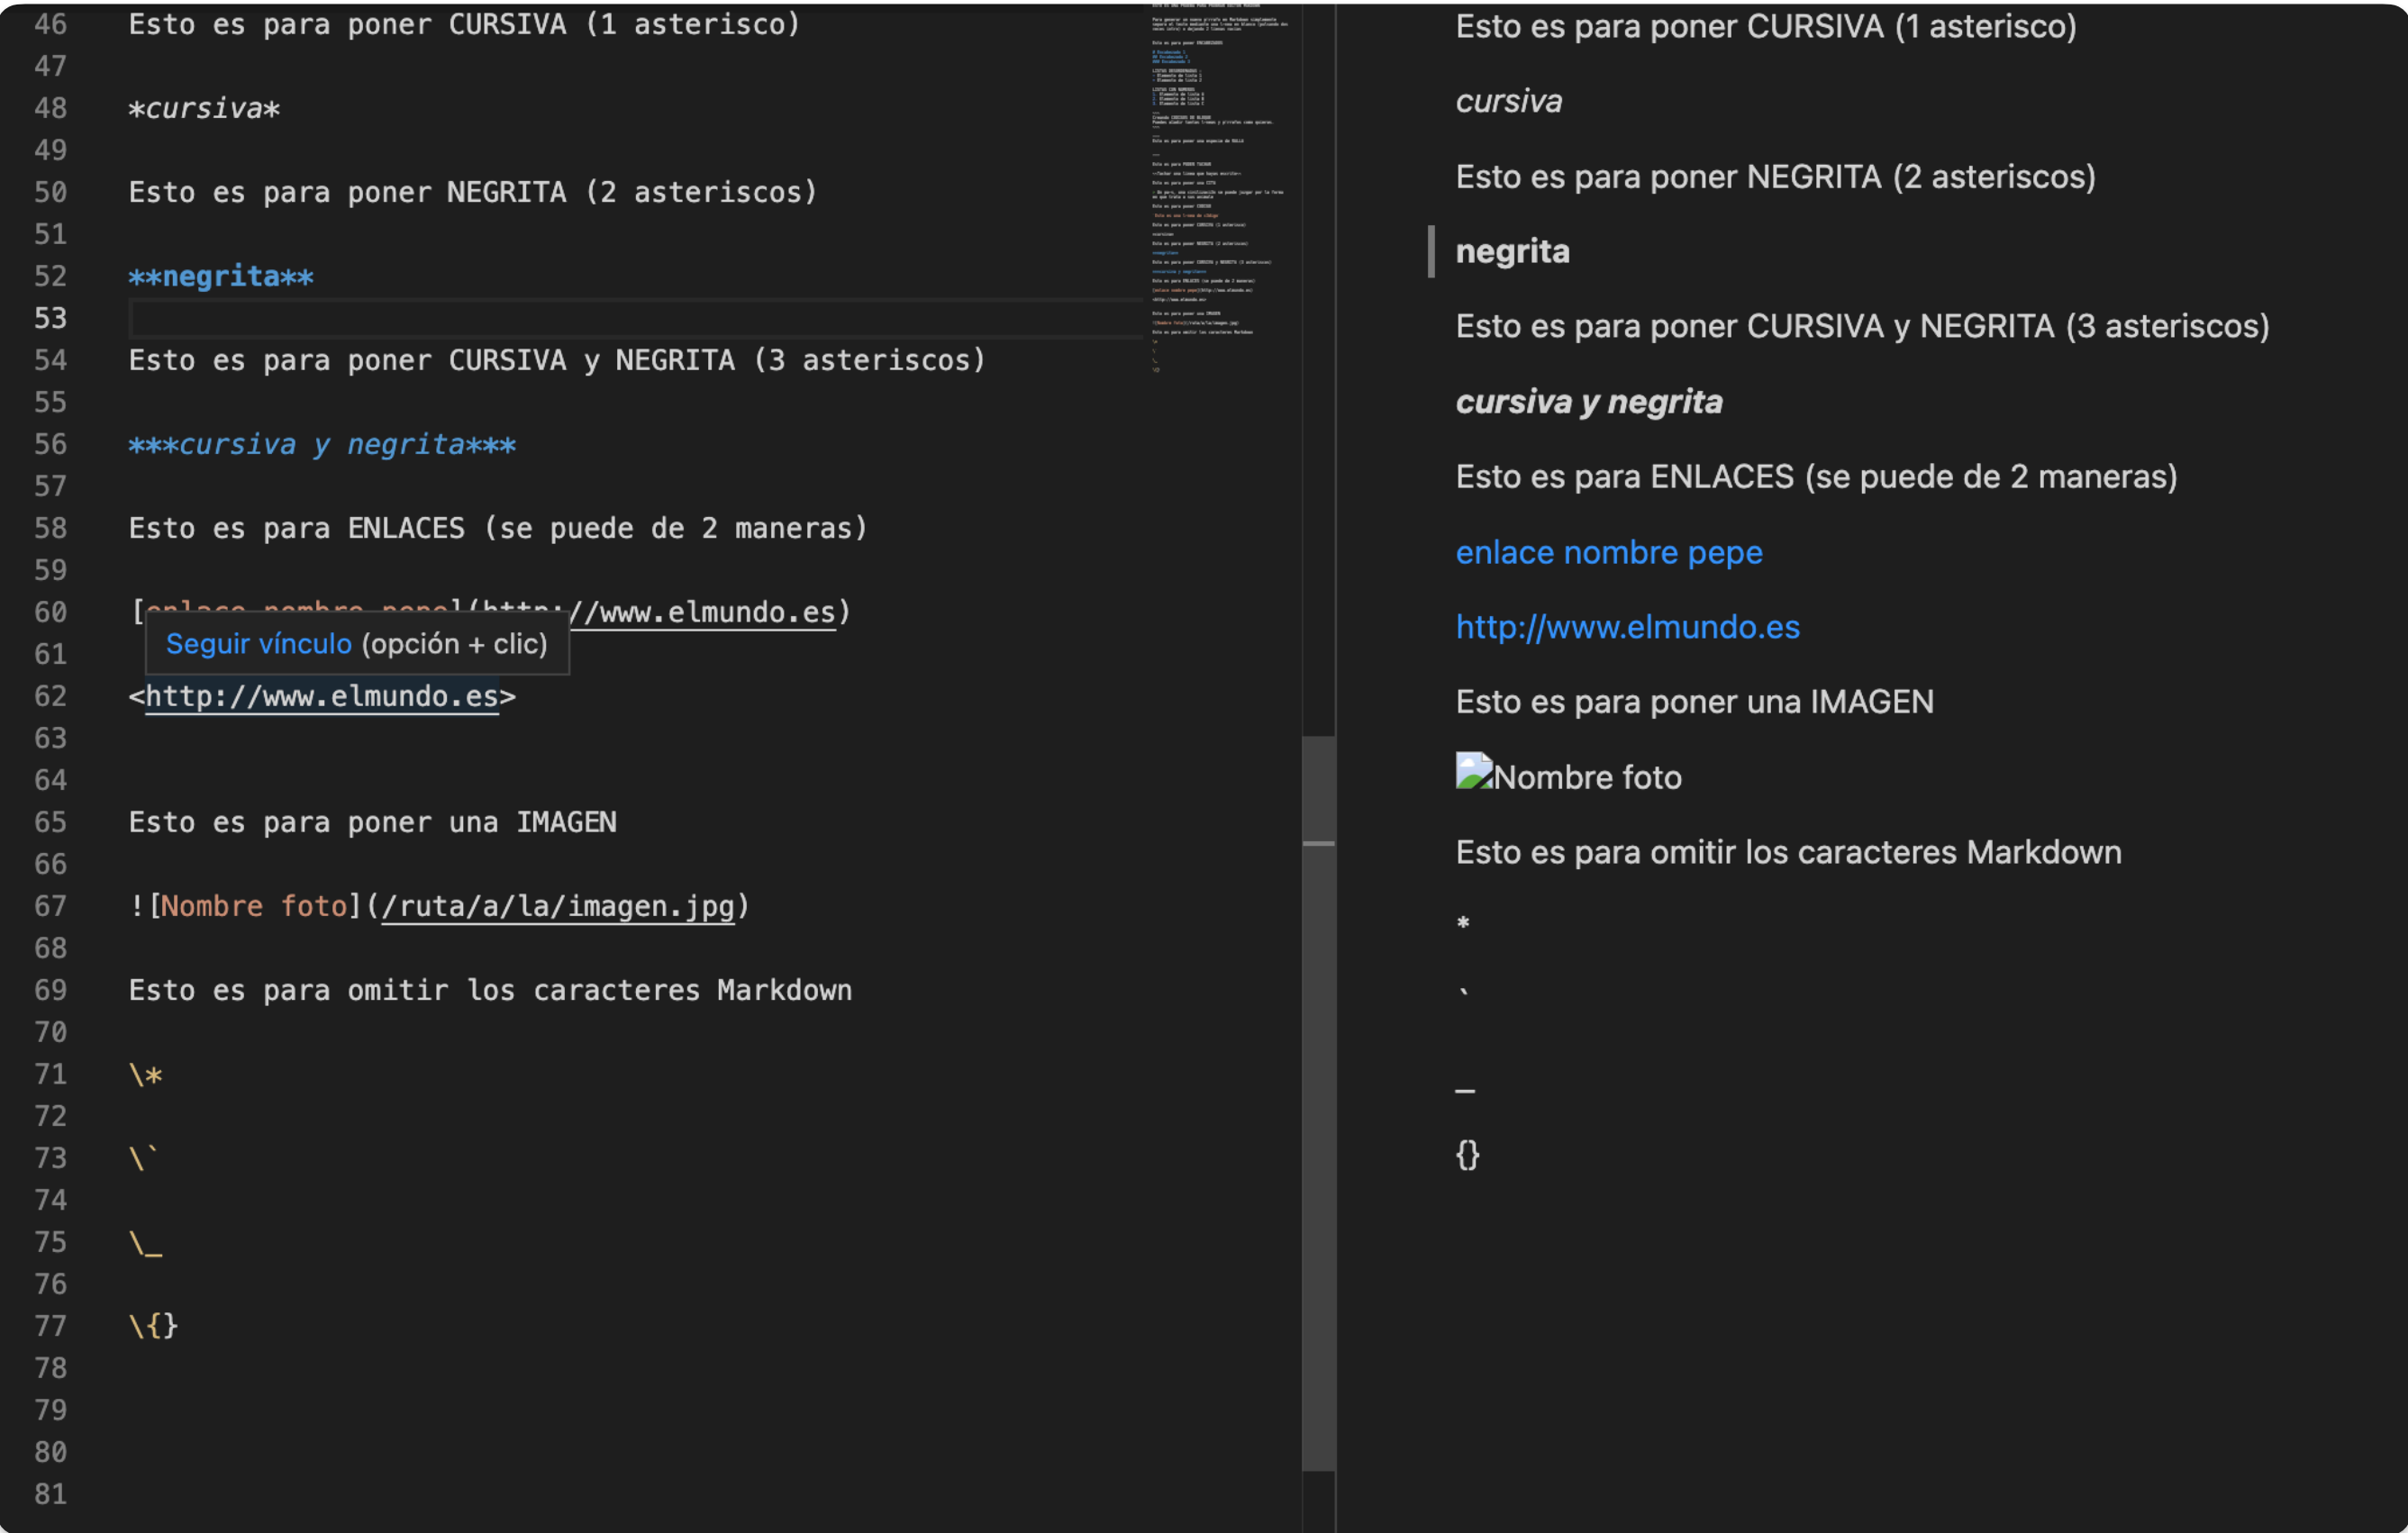 46 Esto es para poner CURSIVA (1 asterisco)
47
48 *cursiva*
49
50 Esto es para poner NEGRITA (2 asteriscos)
51
52 **negrita**
53
54 Esto es para poner CURSIVA y NEGRITA (3 asteriscos)
55
56 ***cursiva y negrita***
57
58 Esto es para ENLACES (se puede de 2 maneras)
59
60 [enlace nombre pepe](http://www.elmundo.es)
Seguir vínculo (opción + clic)
61
62 <http://www.elmundo.es>
63
64
65 Esto es para poner una IMAGEN
66
67 ![Nombre foto](/ruta/a/la/imagen.jpg)
68
69 Esto es para omitir los caracteres Markdown
70
71 \*
72
73 \`
74
75 \_
76
77 \{}
78
79
80
81
Esto es para poner CURSIVA (1 asterisco)
cursiva
Esto es para poner NEGRITA (2 asteriscos)
negrita
Esto es para poner CURSIVA y NEGRITA (3 asteriscos)
cursiva y negrita
Esto es para ENLACES (se puede de 2 maneras)
enlace nombre pepe
http://www.elmundo.es
Esto es para poner una IMAGEN
Nombre foto
Esto es para omitir los caracteres Markdown
*
`
_
{}